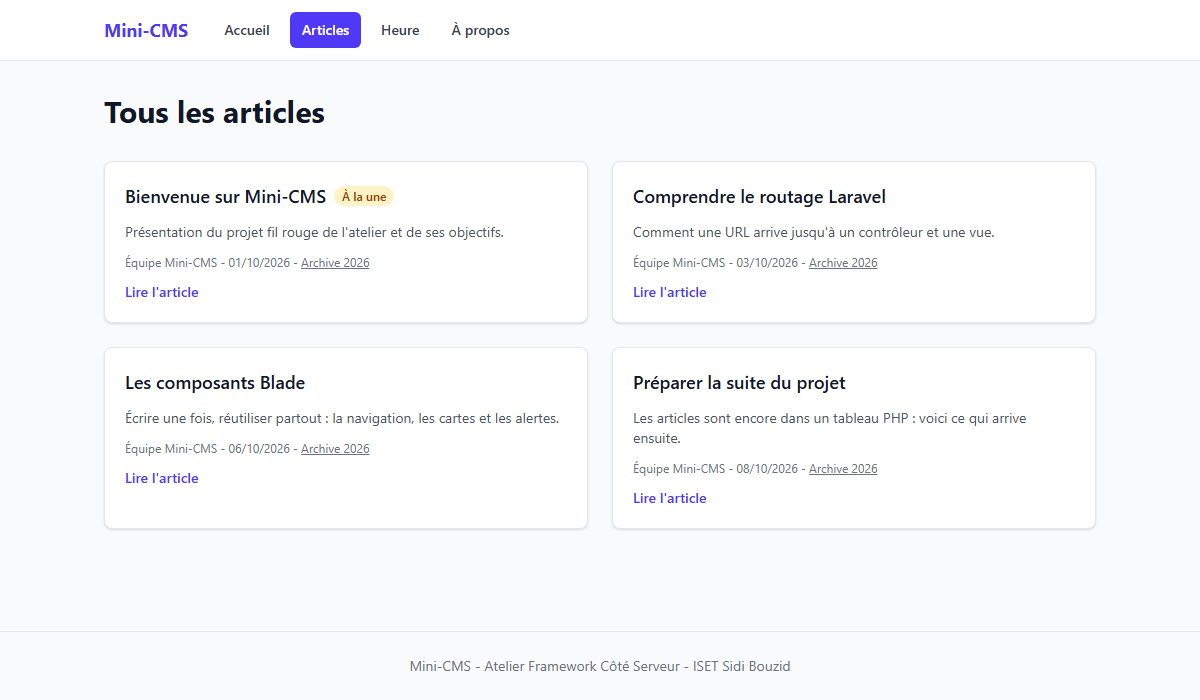 Mini-CMS Accueil Articles Heure À propos
Tous les articles
Bienvenue sur Mini-CMS À la une
Présentation du projet fil rouge de l'atelier et de ses objectifs.
Équipe Mini-CMS - 01/10/2026 - Archive 2026
Lire l'article
Comprendre le routage Laravel
Comment une URL arrive jusqu'à un contrôleur et une vue.
Équipe Mini-CMS - 03/10/2026 - Archive 2026
Lire l'article
Les composants Blade
Écrire une fois, réutiliser partout : la navigation, les cartes et les alertes.
Équipe Mini-CMS - 06/10/2026 - Archive 2026
Lire l'article
Préparer la suite du projet
Les articles sont encore dans un tableau PHP : voici ce qui arrive
ensuite.
Équipe Mini-CMS - 08/10/2026 - Archive 2026
Lire l'article
Mini-CMS - Atelier Framework Côté Serveur - ISET Sidi Bouzid